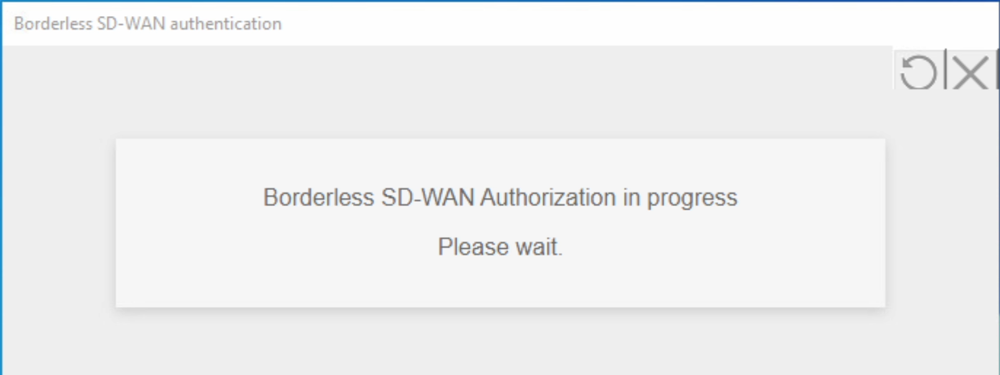 Borderless SD-WAN authentication
Borderless SD-WAN Authorization in progress
Please wait.